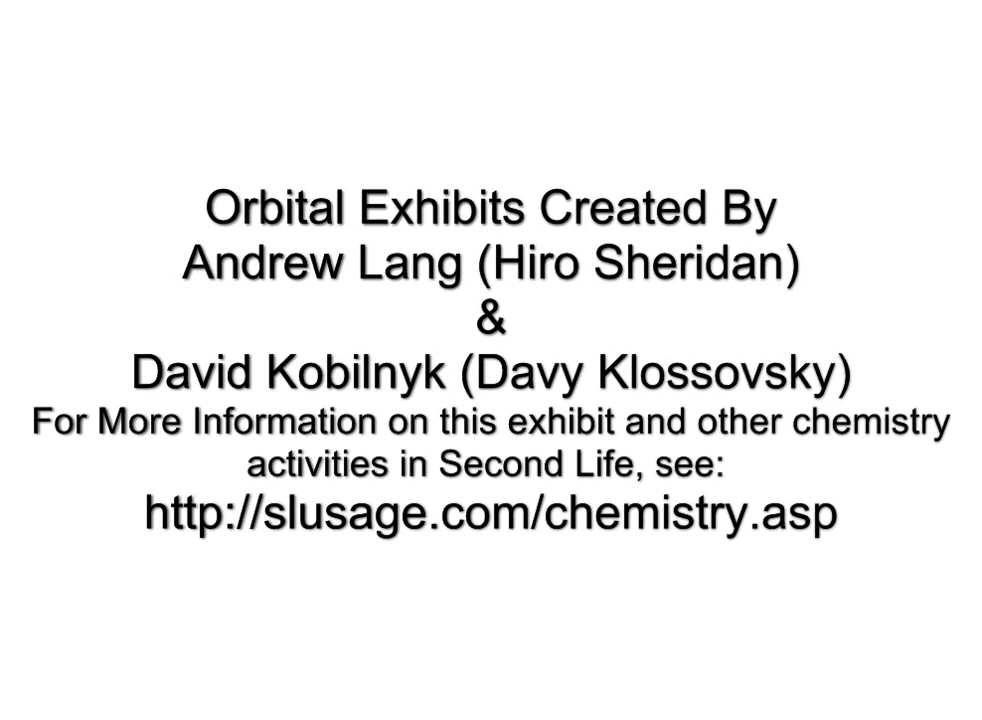 Orbital Exhibits Created By
Andrew Lang (Hiro Sheridan)
&
David Kobilnyk (Davy Klossovsky)
For More Information on this exhibit and other chemistry
activities in Second Life, see:
http://slusage.com/chemistry.asp